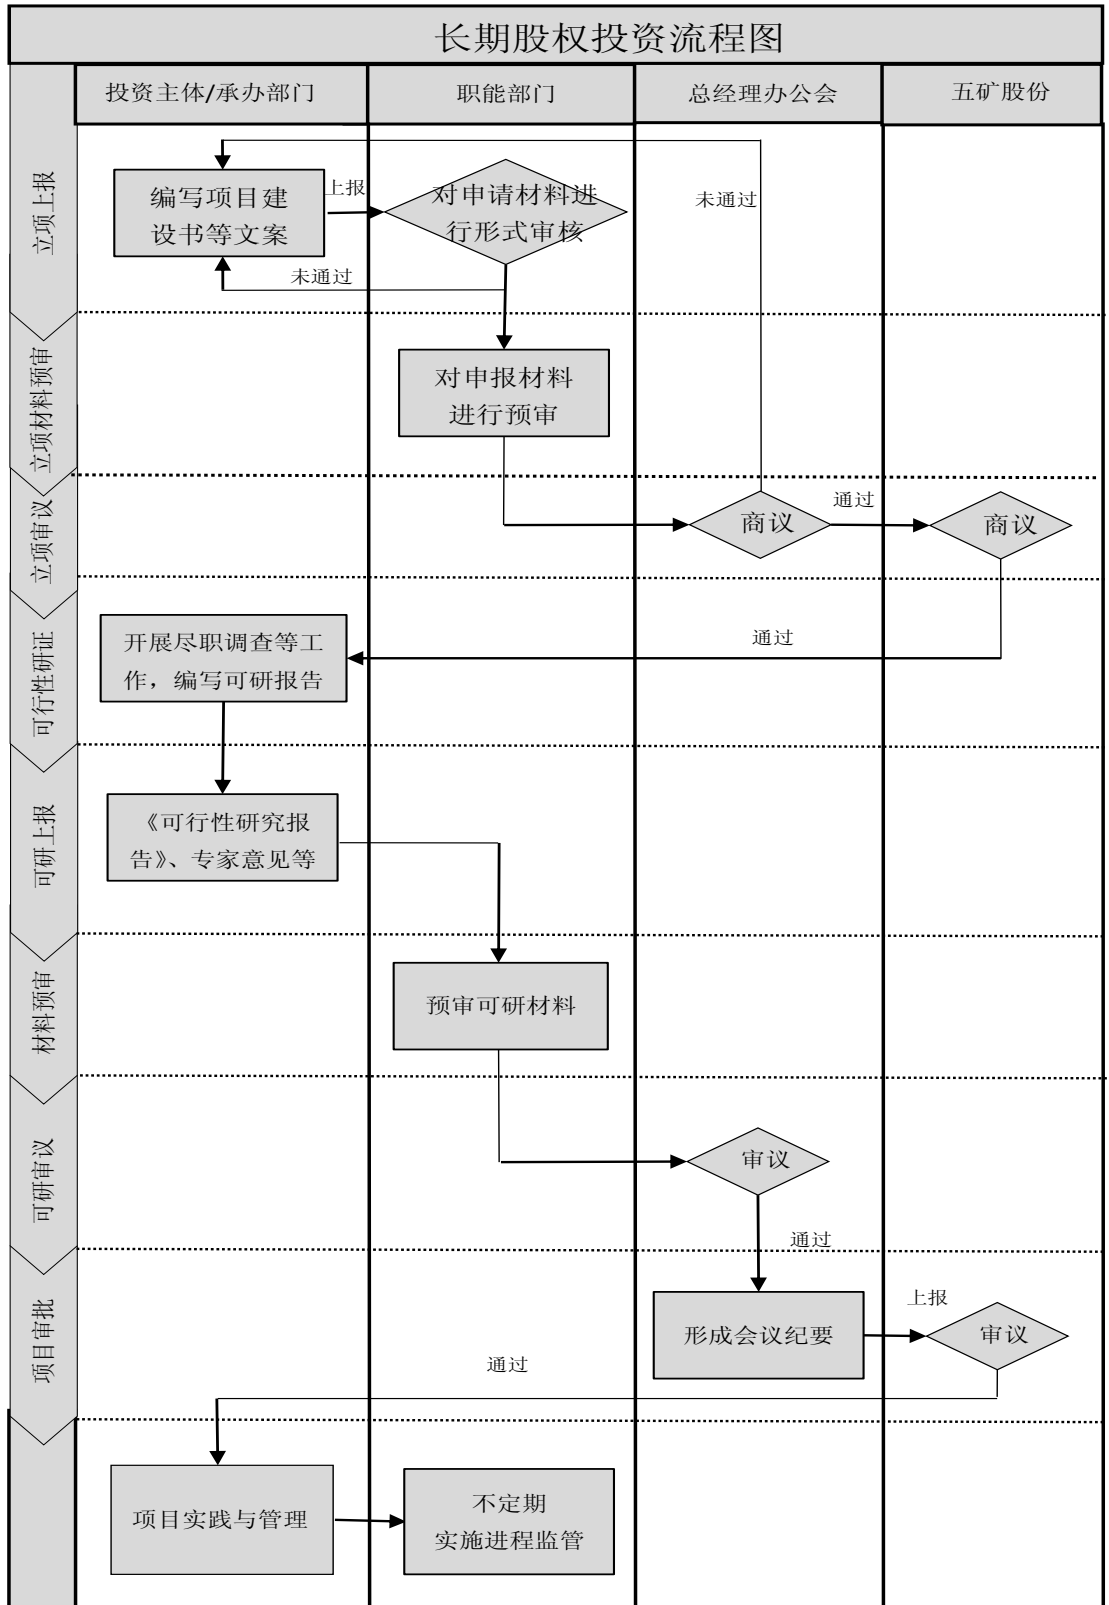 长期股权投资流程图
投资主体/承办部门
职能部门
总经理办公会
五矿股份
立项上报
编写项目建
设书等文案
上报
对申请材料进
行形式审核
未通过
未通过
立项材料预审
对申报材料
进行预审
立项审议
商议
通过
商议
可行性研证
开展尽职调查等工
作，编写可研报告
通过
可研上报
《可行性研究报
告》、专家意见等
材料预审
预审可研材料
可研审议
审议
通过
项目审批
形成会议纪要
上报
审议
通过
项目实践与管理
不定期
实施进程监管